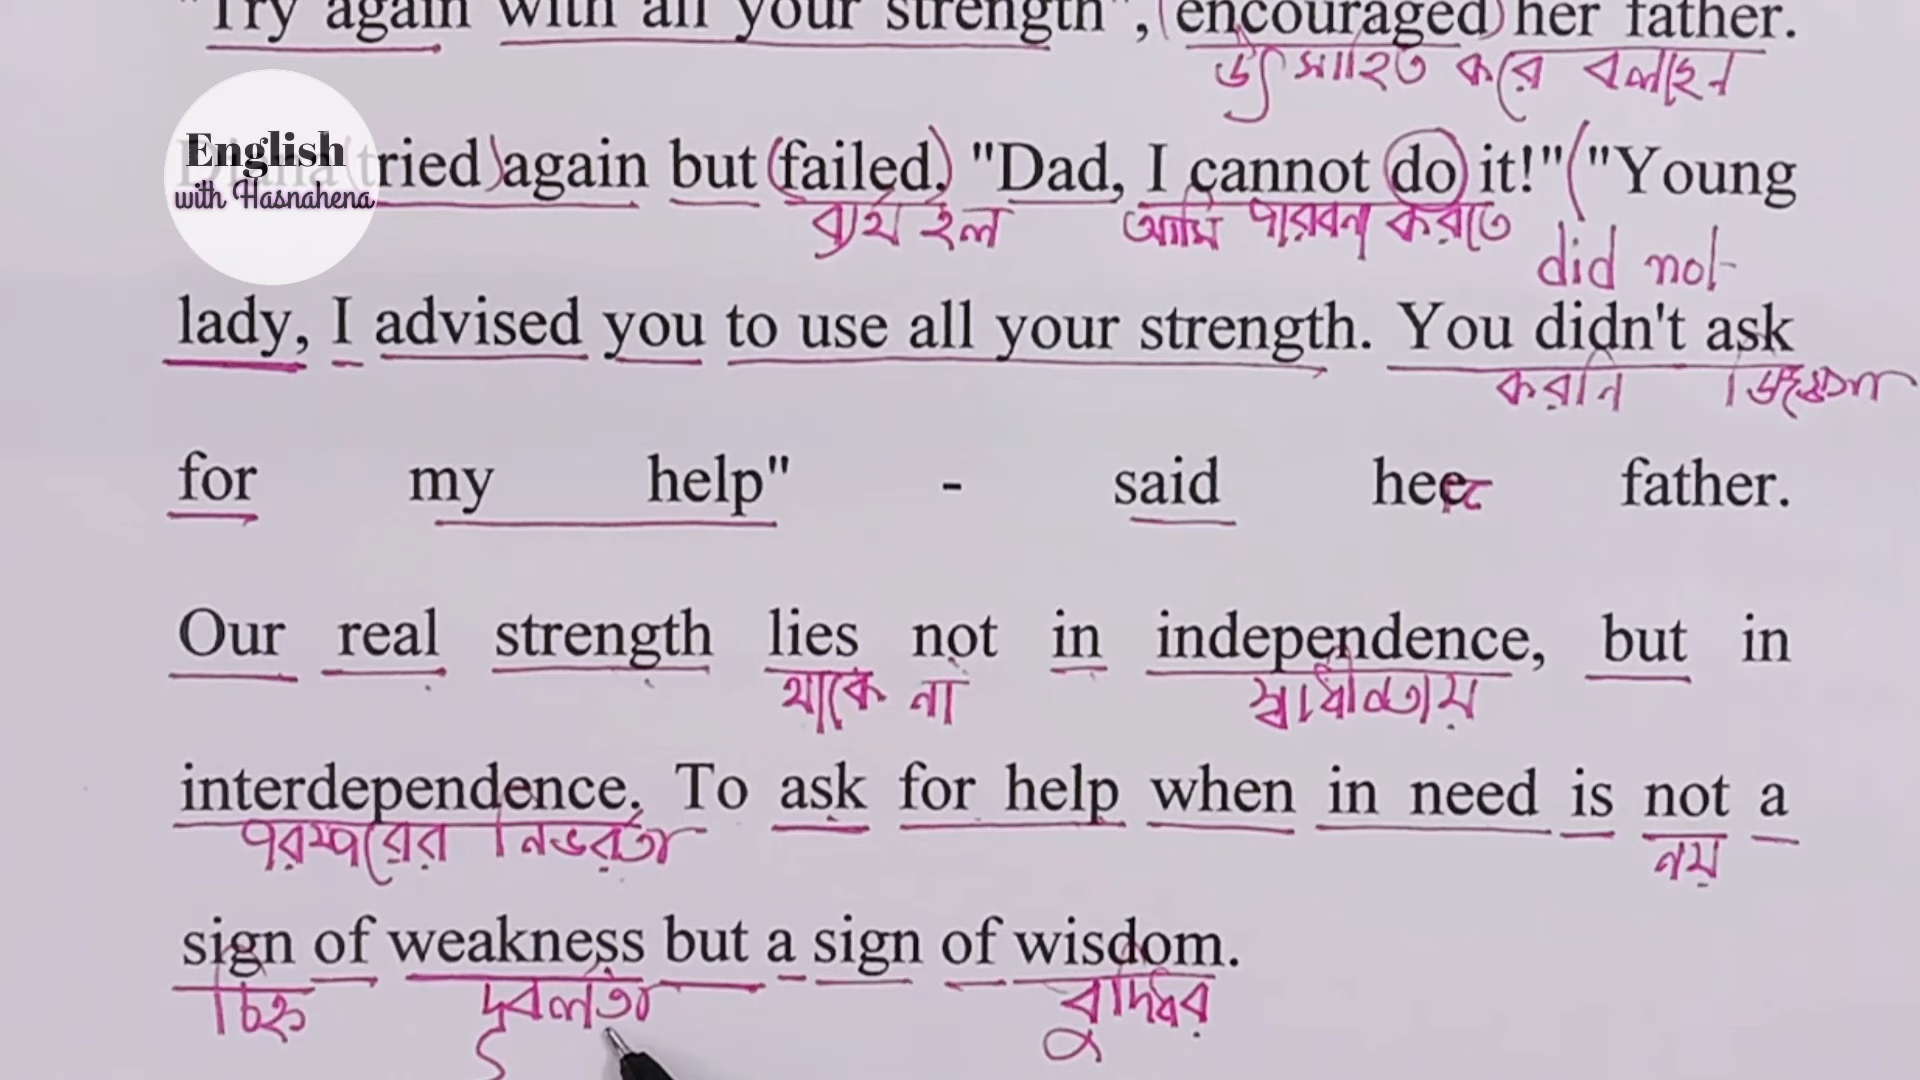 "Try again with all your strength", (encouraged) her father.
উৎসাহিত করে বলছেন
English
with Hasnahena
Diana (tried) again but (failed.) "Dad, I cannot do it!" ("Young
ব্যর্থ হল আমি পারবনা করতে
did not
lady, I advised you to use all your strength. You didn't ask
করনি
for my help" - said her father.
Our real strength lies not in independence, but in
থাকে না স্বাধীনতায়
interdependence. To ask for help when in need is not a
পরস্পরের নির্ভরতা নয়
sign of weakness but a sign of wisdom.
চিহ্ন দুর্বলতা বুদ্ধির